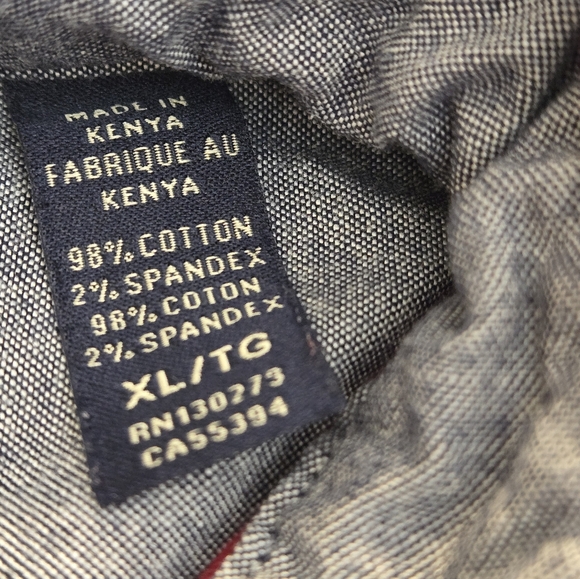 MADE IN
KENYA
FABRIQUE AU
KENYA
98% COTTON
2% SPANDEX
98% COTON
2% SPANDEX
XL/TG
RN130273
CA55394